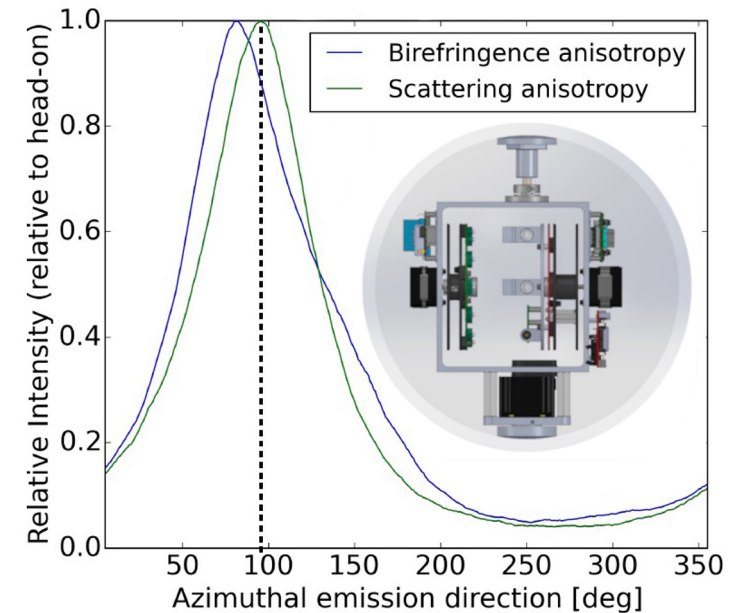 Relative Intensity (relative to head-on)
1.0
0.8
0.6
0.4
0.2
0.0
Birefringence anisotropy
Scattering anisotropy
50 100 150 200 250 300 350
Azimuthal emission direction [deg]